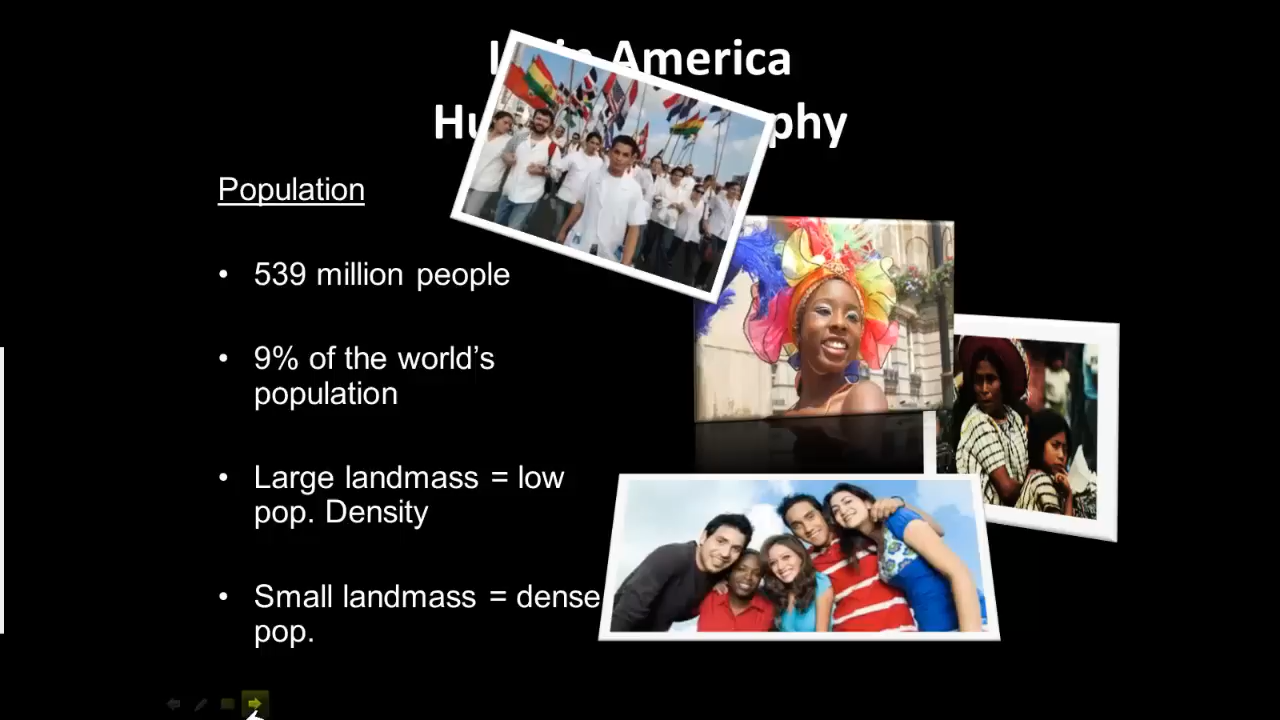 America
phy
Population
• 539 million people
• 9% of the world's
population
• Large landmass = low
pop. Density
• Small landmass = dense
pop.